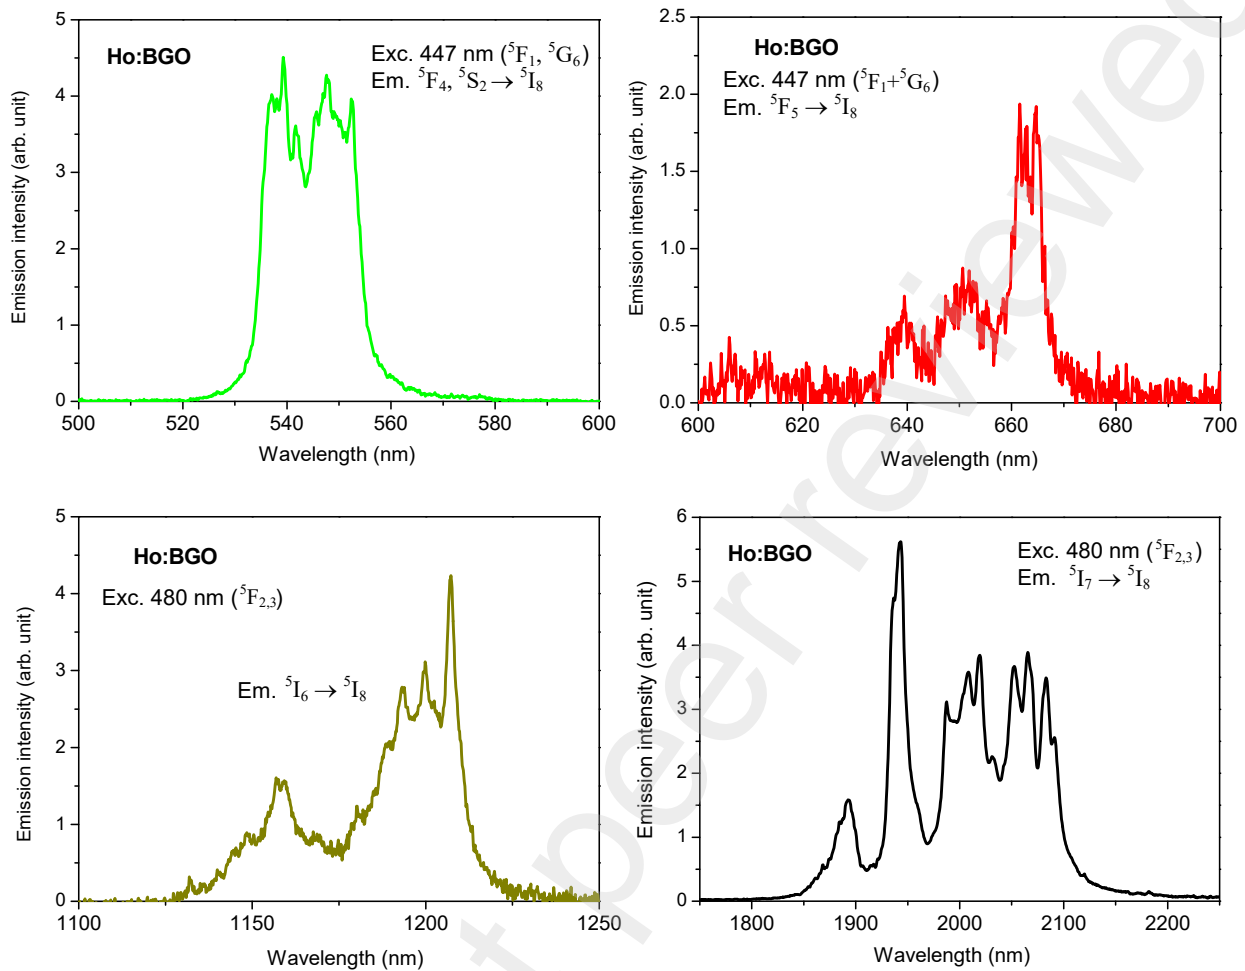 Ho:BGO
Exc. 447 nm (⁵F₁, ⁵G₆)
Em. ⁵F₄, ⁵S₂ → ⁵I₈
Emission intensity (arb. unit)
5
4
3
2
1
0
500 520 540 560 580 600
Wavelength (nm)
Ho:BGO
Exc. 447 nm (⁵F₁+⁵G₆)
Em. ⁵F₅ → ⁵I₈
Emission intensity (arb. unit)
2.5
2.0
1.5
1.0
0.5
0.0
600 620 640 660 680 700
Wavelength (nm)
Ho:BGO
Exc. 480 nm (⁵F₂,₃)
Em. ⁵I₆ → ⁵I₈
Emission intensity (arb. unit)
5
4
3
2
1
0
1100 1150 1200 1250
Wavelength (nm)
Ho:BGO
Exc. 480 nm (⁵F₂,₃)
Em. ⁵I₇ → ⁵I₈
Emission intensity (arb. unit)
6
5
4
3
2
1
0
1800 1900 2000 2100 2200
Wavelength (nm)
t peer reviewed